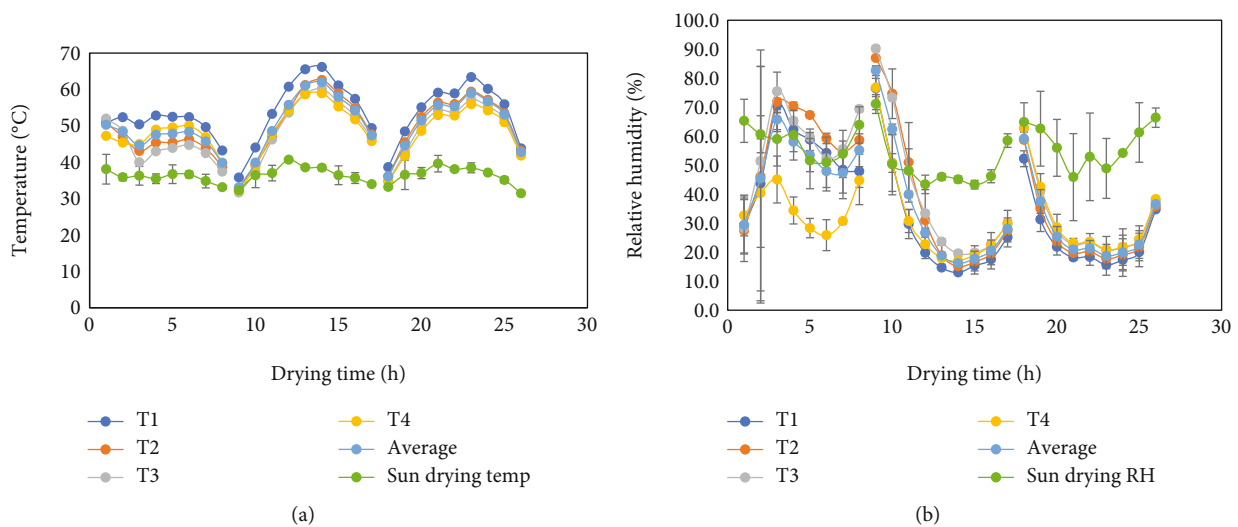 Temperature (°C)
70
60
50
40
30
20
10
0
0 5 10 15 20 25 30
Drying time (h)
T1
T2
T3
T4
Average
Sun drying temp
(a)
Relative humidity (%)
100.0
90.0
80.0
70.0
60.0
50.0
40.0
30.0
20.0
10.0
0.0
0 5 10 15 20 25 30
Drying time (h)
T1
T2
T3
T4
Average
Sun drying RH
(b)